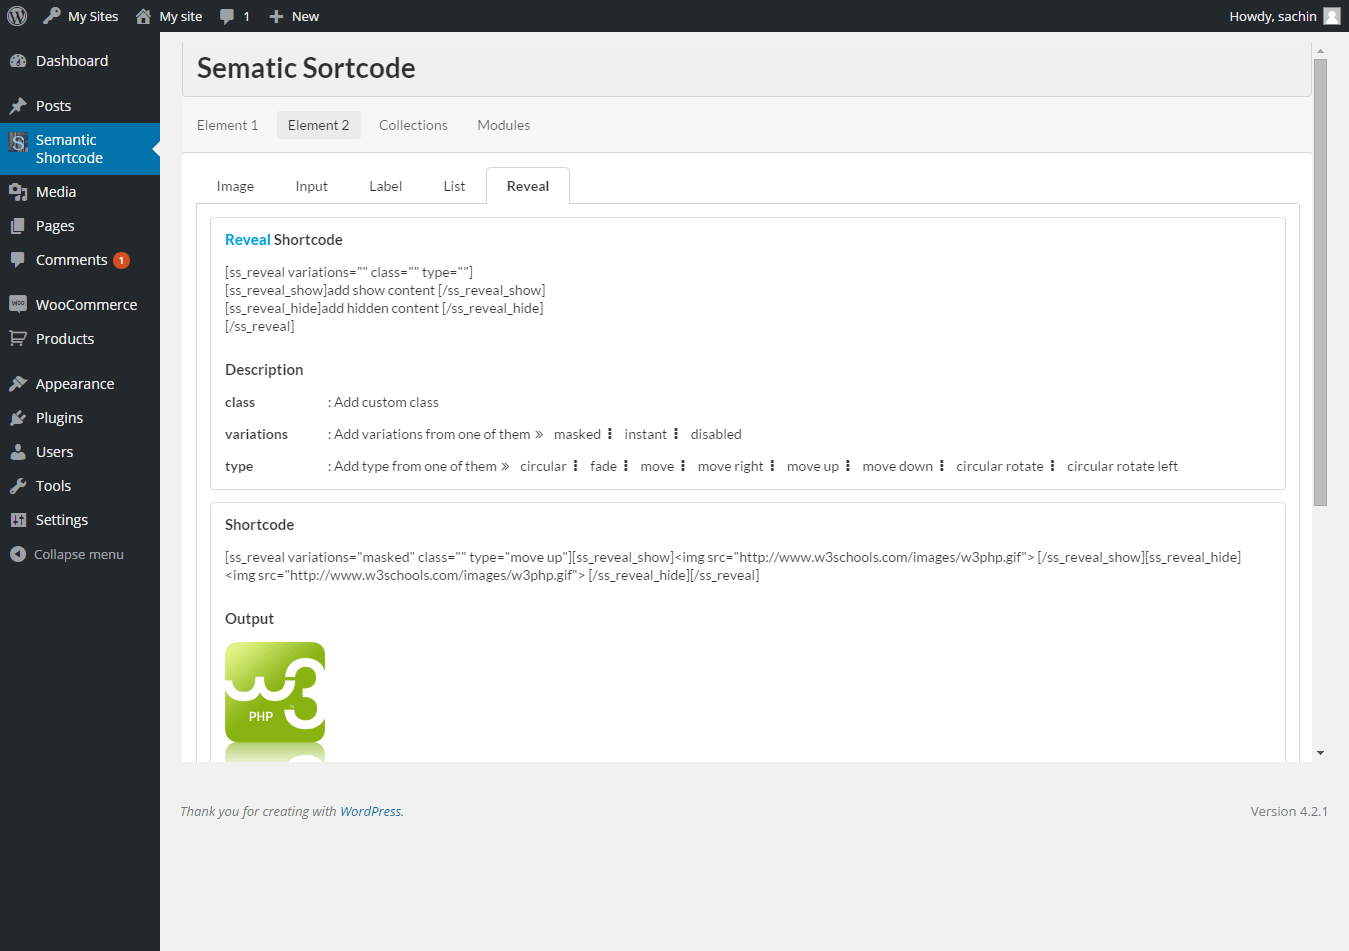 My Sites
My site
1
New
Howdy, sachin
Dashboard
Posts
Semantic
Shortcode
Media
Pages
Comments 1
WooCommerce
Products
Appearance
Plugins
Users
Tools
Settings
Collapse menu
Sematic Sortcode
Element 1 Element 2 Collections Modules
Image Input Label List Reveal
Reveal Shortcode
[ss_reveal variations="" class="" type=""]
[ss_reveal_show]add show content [/ss_reveal_show]
[ss_reveal_hide]add hidden content [/ss_reveal_hide]
[/ss_reveal]
Description
class : Add custom class
variations : Add variations from one of them » masked ⋮ instant ⋮ disabled
type : Add type from one of them » circular ⋮ fade ⋮ move ⋮ move right ⋮ move up ⋮ move down ⋮ circular rotate ⋮ circular rotate left
Shortcode
[ss_reveal variations="masked" class="" type="move up"][ss_reveal_show]<img src="http://www.w3schools.com/images/w3php.gif"> [/ss_reveal_show][ss_reveal_hide]
<img src="http://www.w3schools.com/images/w3php.gif"> [/ss_reveal_hide][/ss_reveal]
Output
w3
PHP
Thank you for creating with WordPress.
Version 4.2.1